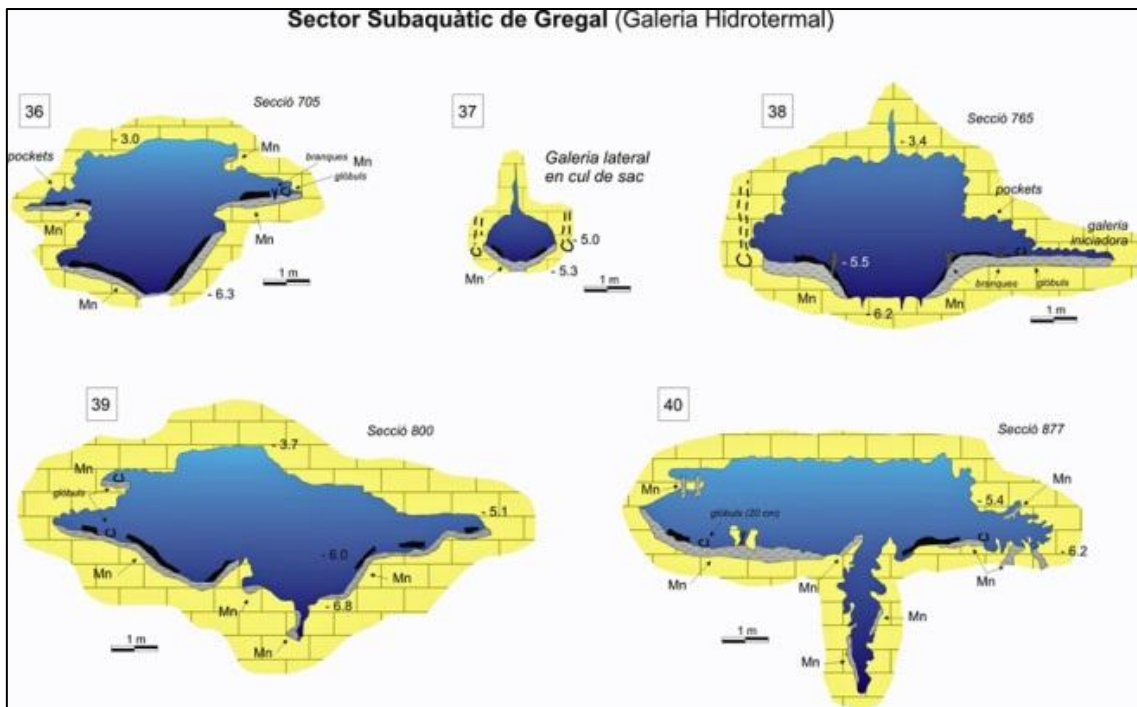 Sector Subaquàtic de Gregal (Galeria Hidrotermal)
36
Secció 705
- 3.0
Mn
pockets
branques
Mn
glòbuls
Mn
Mn
Mn
- 6.3
1 m
37
Galeria lateral
en cul de sac
C
C
- 5.0
- 5.3
Mn
1 m
38
Secció 765
- 3.4
pockets
galeria
iniciadora
C
- 5.5
Mn
- 6.2
Mn
branques
glòbuls
1 m
39
Secció 800
- 3.7
Mn
C
glòbuls
C
- 5.1
- 6.0
Mn
Mn
Mn
- 6.8
Mn
1 m
40
Secció 877
Mn
Mn
- 5.4
glòbuls (20 cm)
C
C
- 6.2
Mn
Mn
Mn
Mn
Mn
1 m